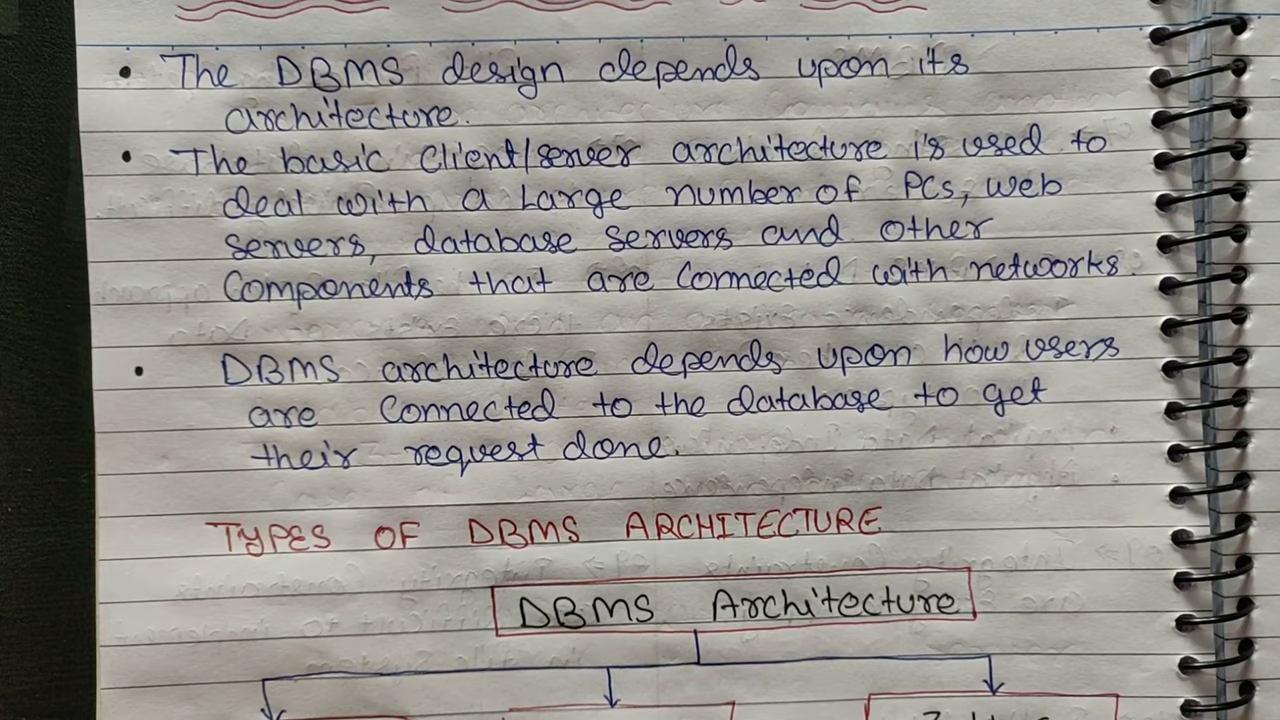 • The DBMS design depends upon its
architecture.
• The basic client/server architecture is used to
deal with a Large number of PCs, web
servers, database servers and other
Components that are connected with networks.
• DBMS architecture depends upon how users
are connected to the database to get
their request done.
TYPES OF DBMS ARCHITECTURE
DBMS Architecture